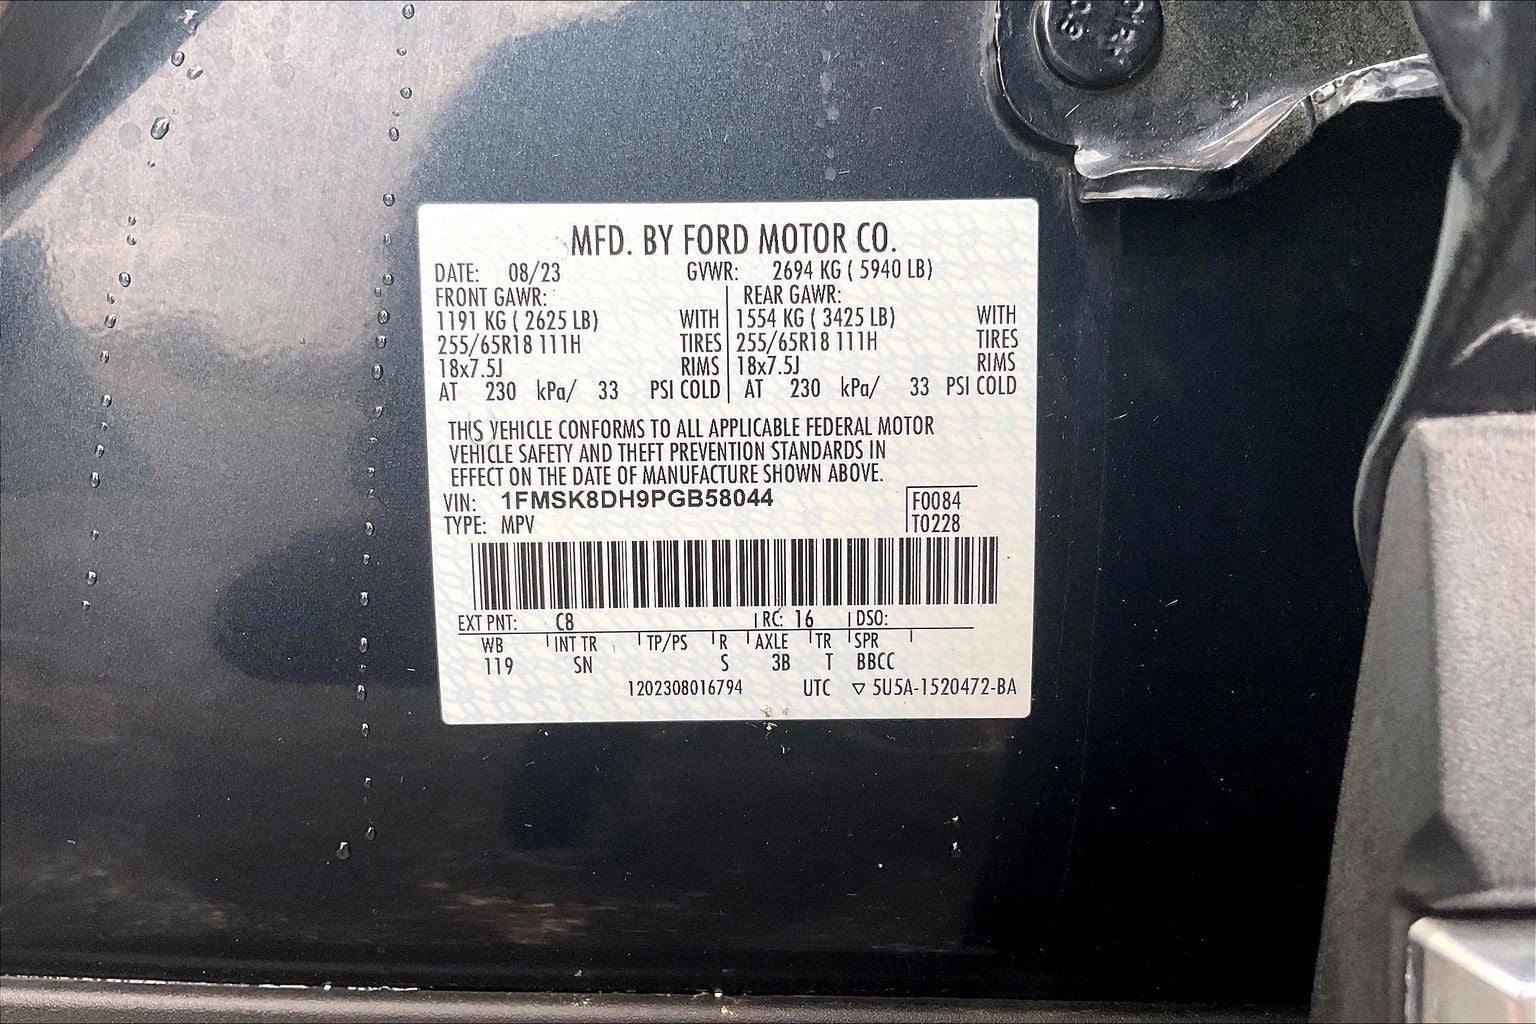 MFD. BY FORD MOTOR CO.
DATE: 08/23 GVWR: 2694 KG ( 5940 LB)
FRONT GAWR: REAR GAWR:
1191 KG ( 2625 LB) WITH 1554 KG ( 3425 LB) WITH
255/65R18 111H TIRES 255/65R18 111H TIRES
18x7.5J RIMS 18x7.5J RIMS
AT 230 kPa/ 33 PSI COLD AT 230 kPa/ 33 PSI COLD
THIS VEHICLE CONFORMS TO ALL APPLICABLE FEDERAL MOTOR
VEHICLE SAFETY AND THEFT PREVENTION STANDARDS IN
EFFECT ON THE DATE OF MANUFACTURE SHOWN ABOVE.
VIN: 1FMSK8DH9PGB58044 F0084
TYPE: MPV T0228
EXT PNT: C8 RC: 16 DSO:
WB INT TR TP/PS R AXLE TR SPR
119 SN S 3B T BBCC
1202308016794 UTC ▽ 5U5A-1520472-BA